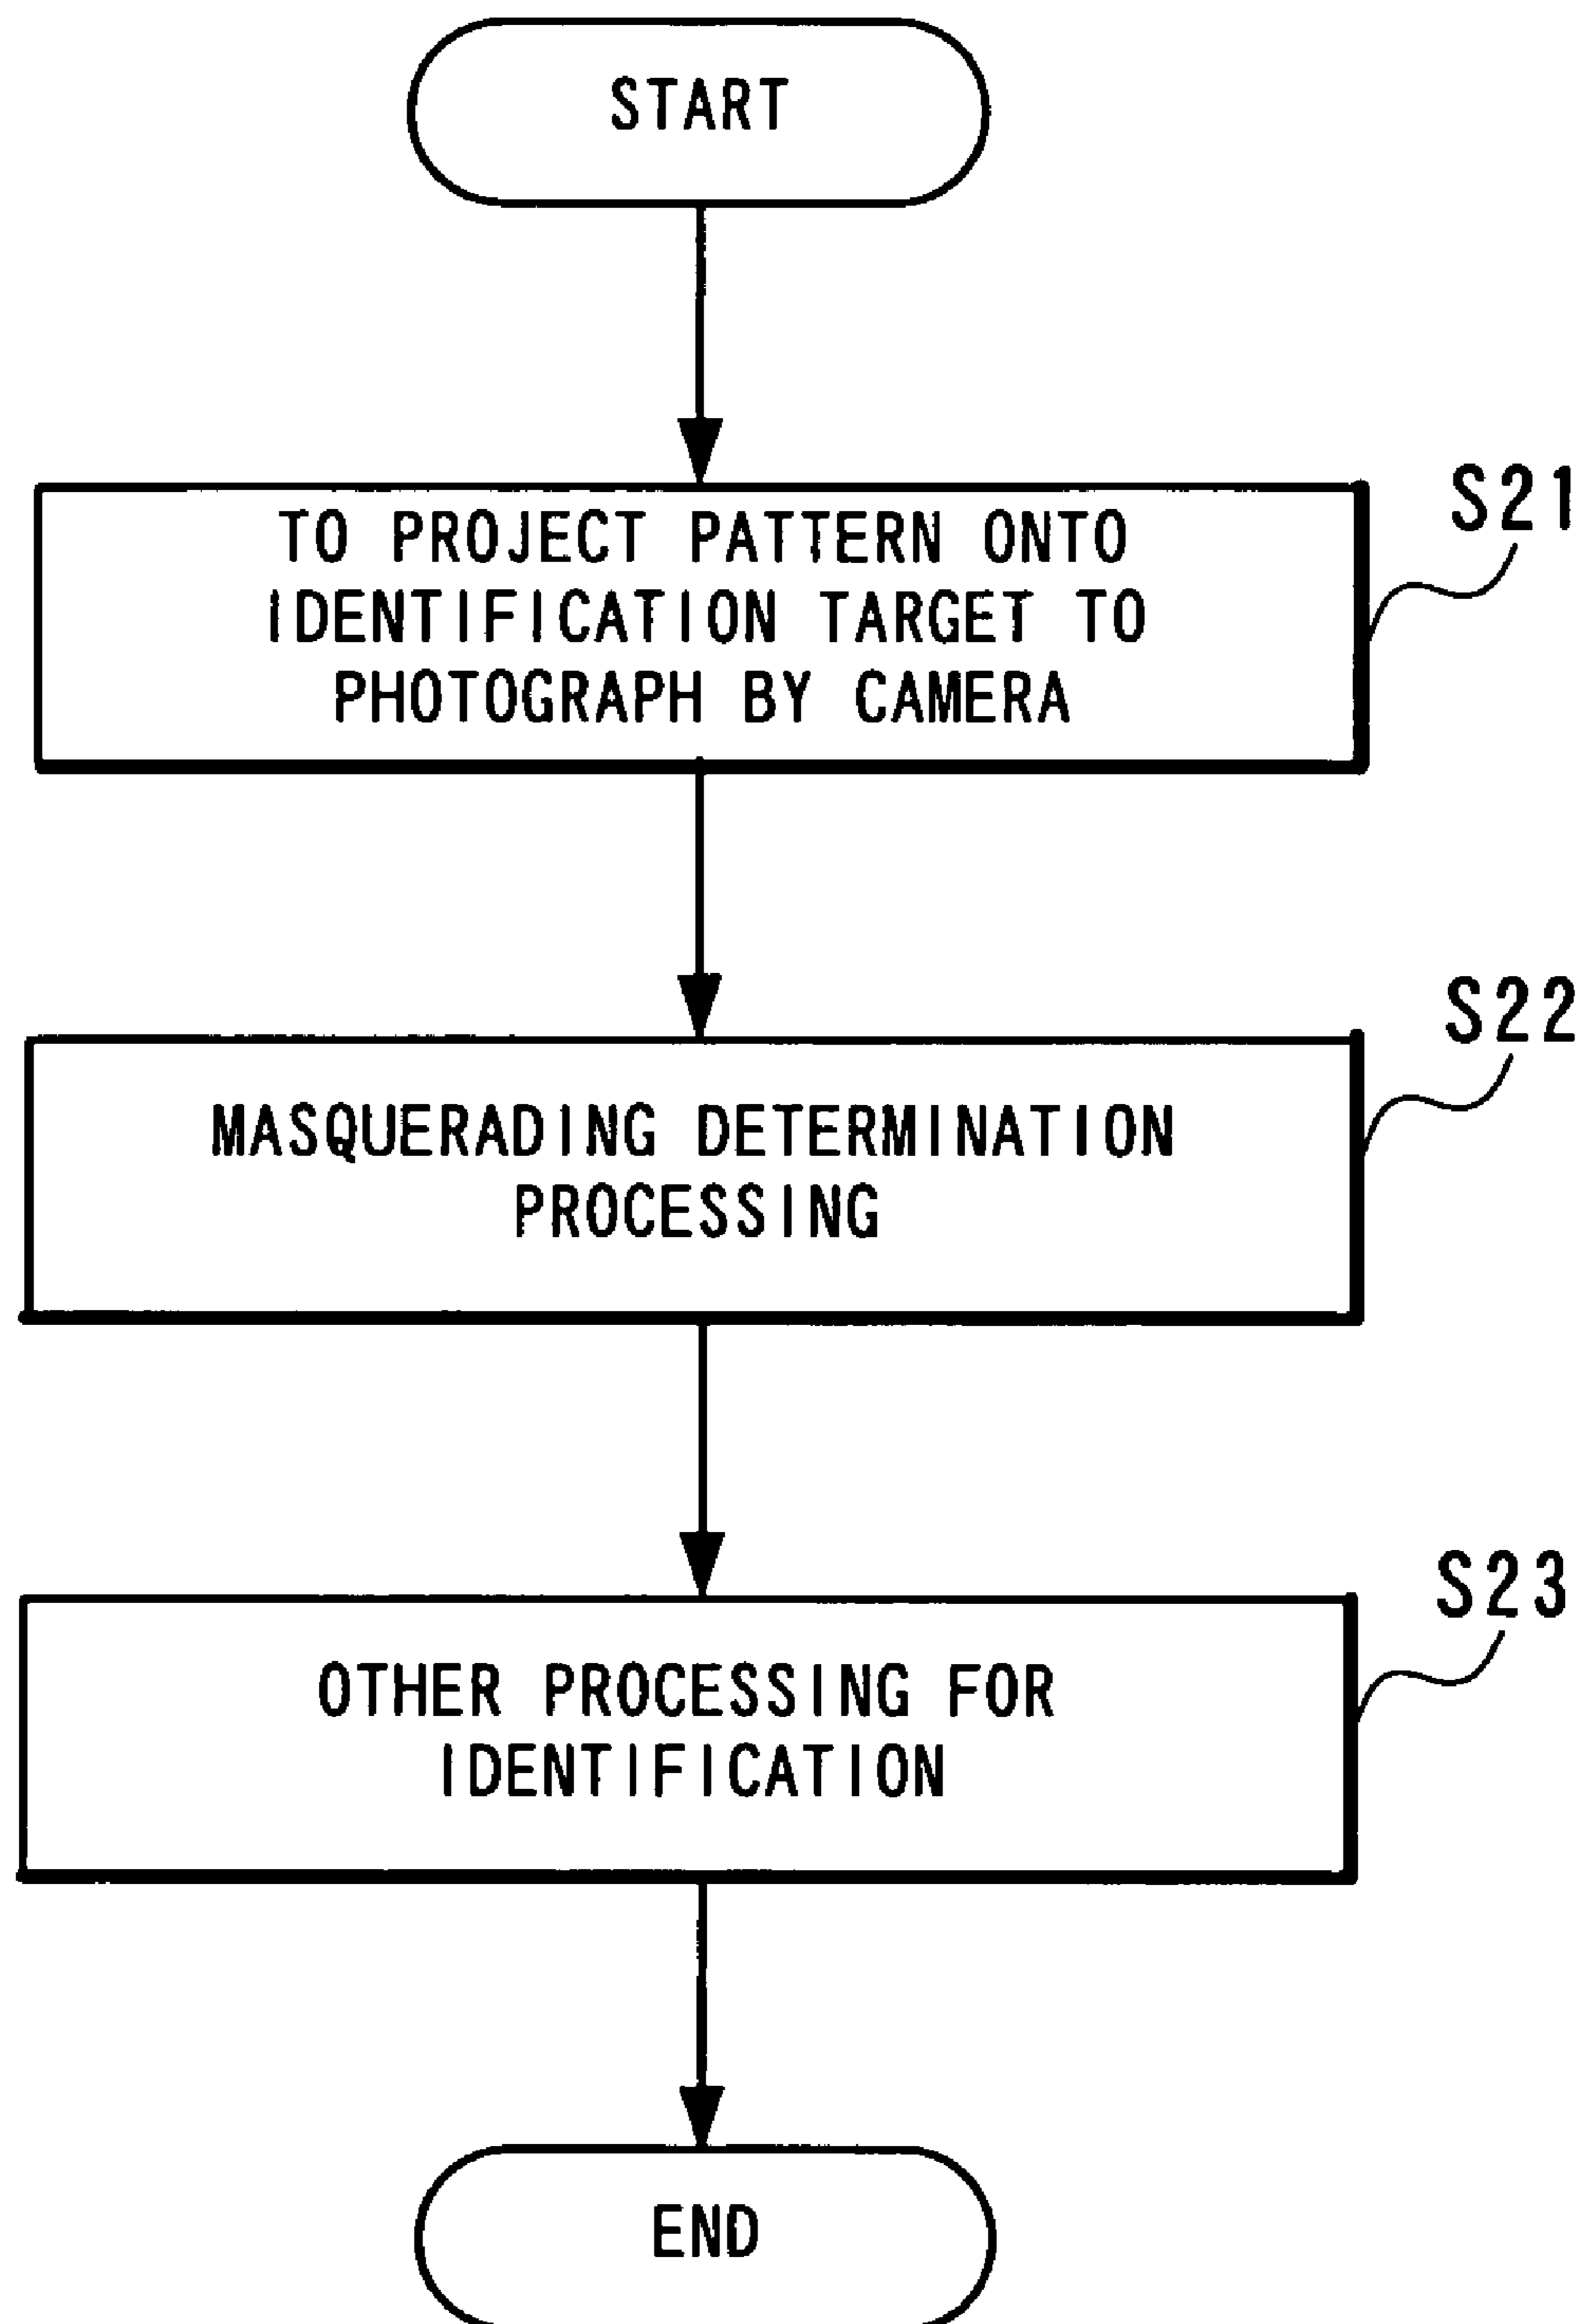 START
S21
TO PROJECT PATTERN ONTO
IDENTIFICATION TARGET TO
PHOTOGRAPH BY CAMERA
S22
MASQUERADING DETERMINATION
PROCESSING
S23
OTHER PROCESSING FOR
IDENTIFICATION
END